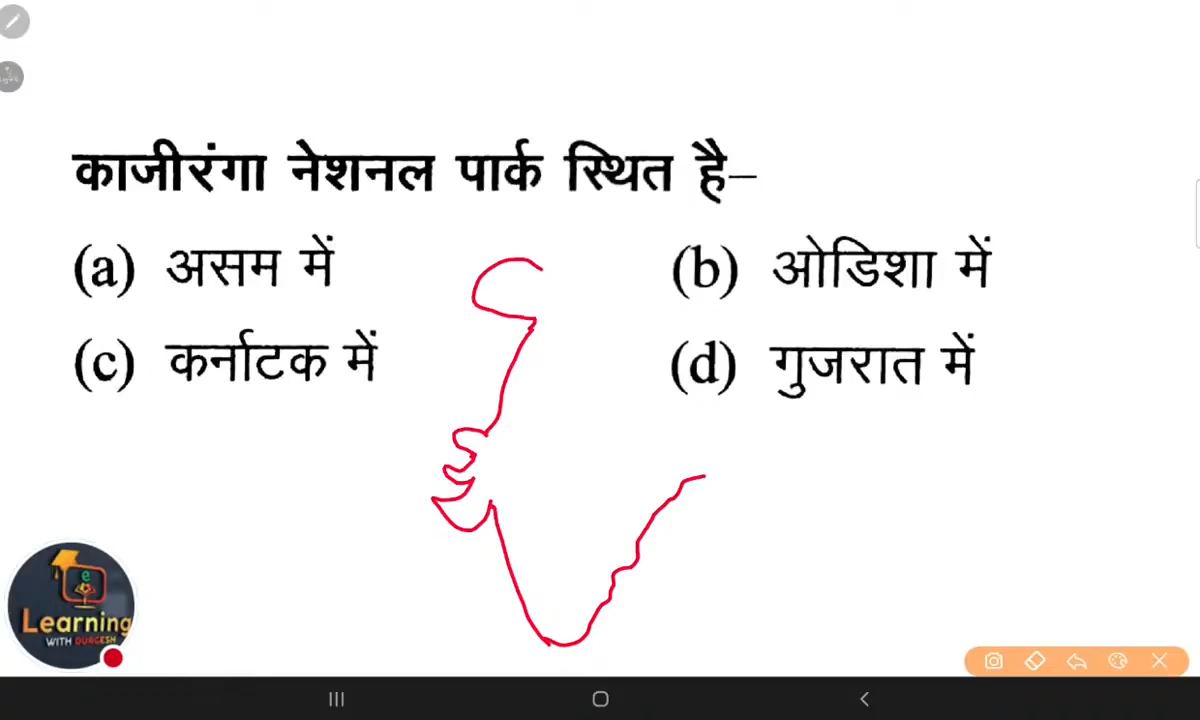 काजीरंगा नेशनल पार्क स्थित है–
(a) असम में (b) ओडिशा में
(c) कर्नाटक में (d) गुजरात में
e
Learning
WITH DURGESH